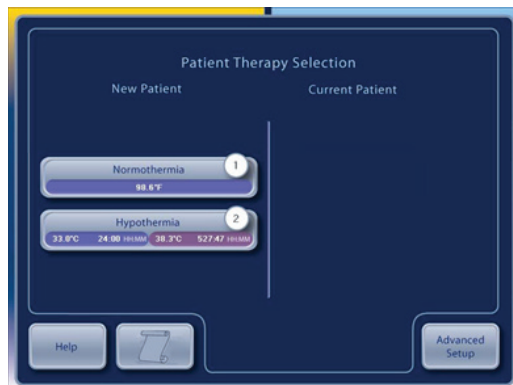 Patient Therapy Selection
New Patient
Current Patient
Normothermia
1
98.6°F
Hypothermia
2
33.0°C 24:00 HH:MM 38.3°C 527:47 HH:MM
Help
Advanced
Setup